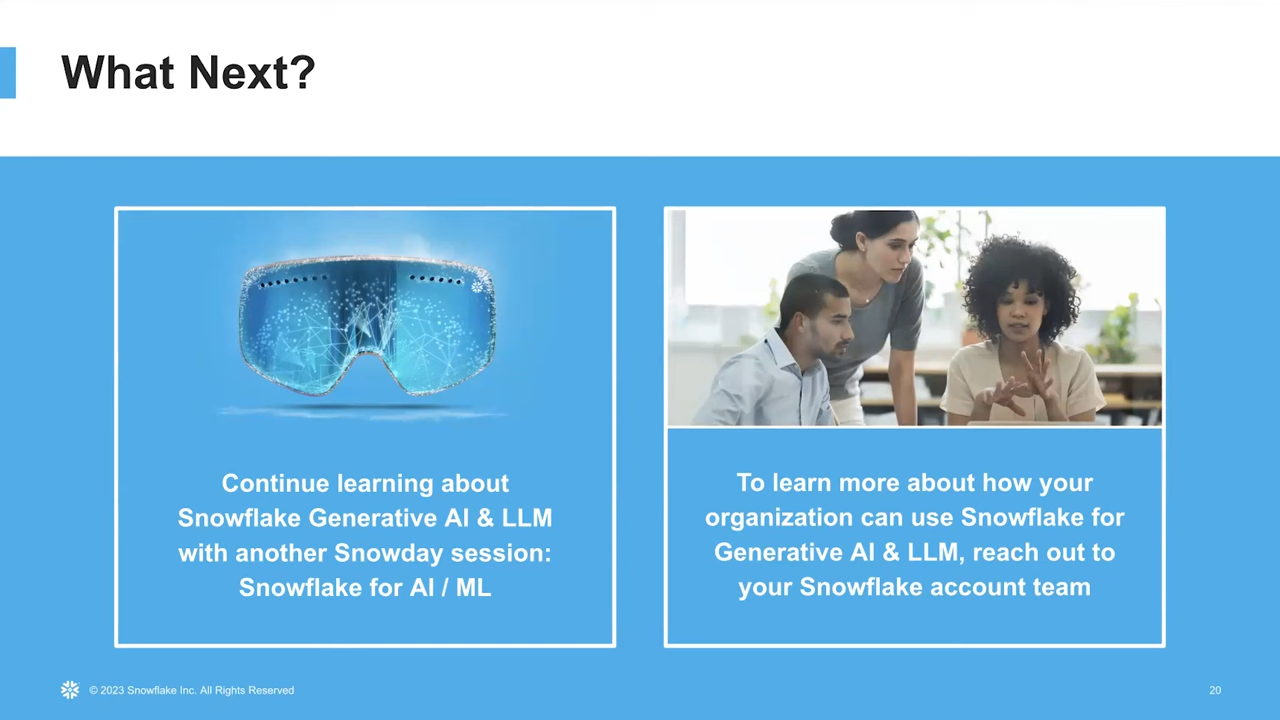 What Next?
Continue learning about
Snowflake Generative AI & LLM
with another Snowday session:
Snowflake for AI / ML
To learn more about how your
organization can use Snowflake for
Generative AI & LLM, reach out to
your Snowflake account team
© 2023 Snowflake Inc. All Rights Reserved
20